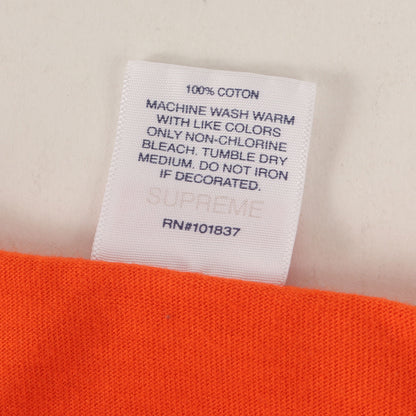 100% COTON
MACHINE WASH WARM
WITH LIKE COLORS
ONLY NON-CHLORINE
BLEACH. TUMBLE DRY
MEDIUM. DO NOT IRON
IF DECORATED.
SUPREME
RN#101837